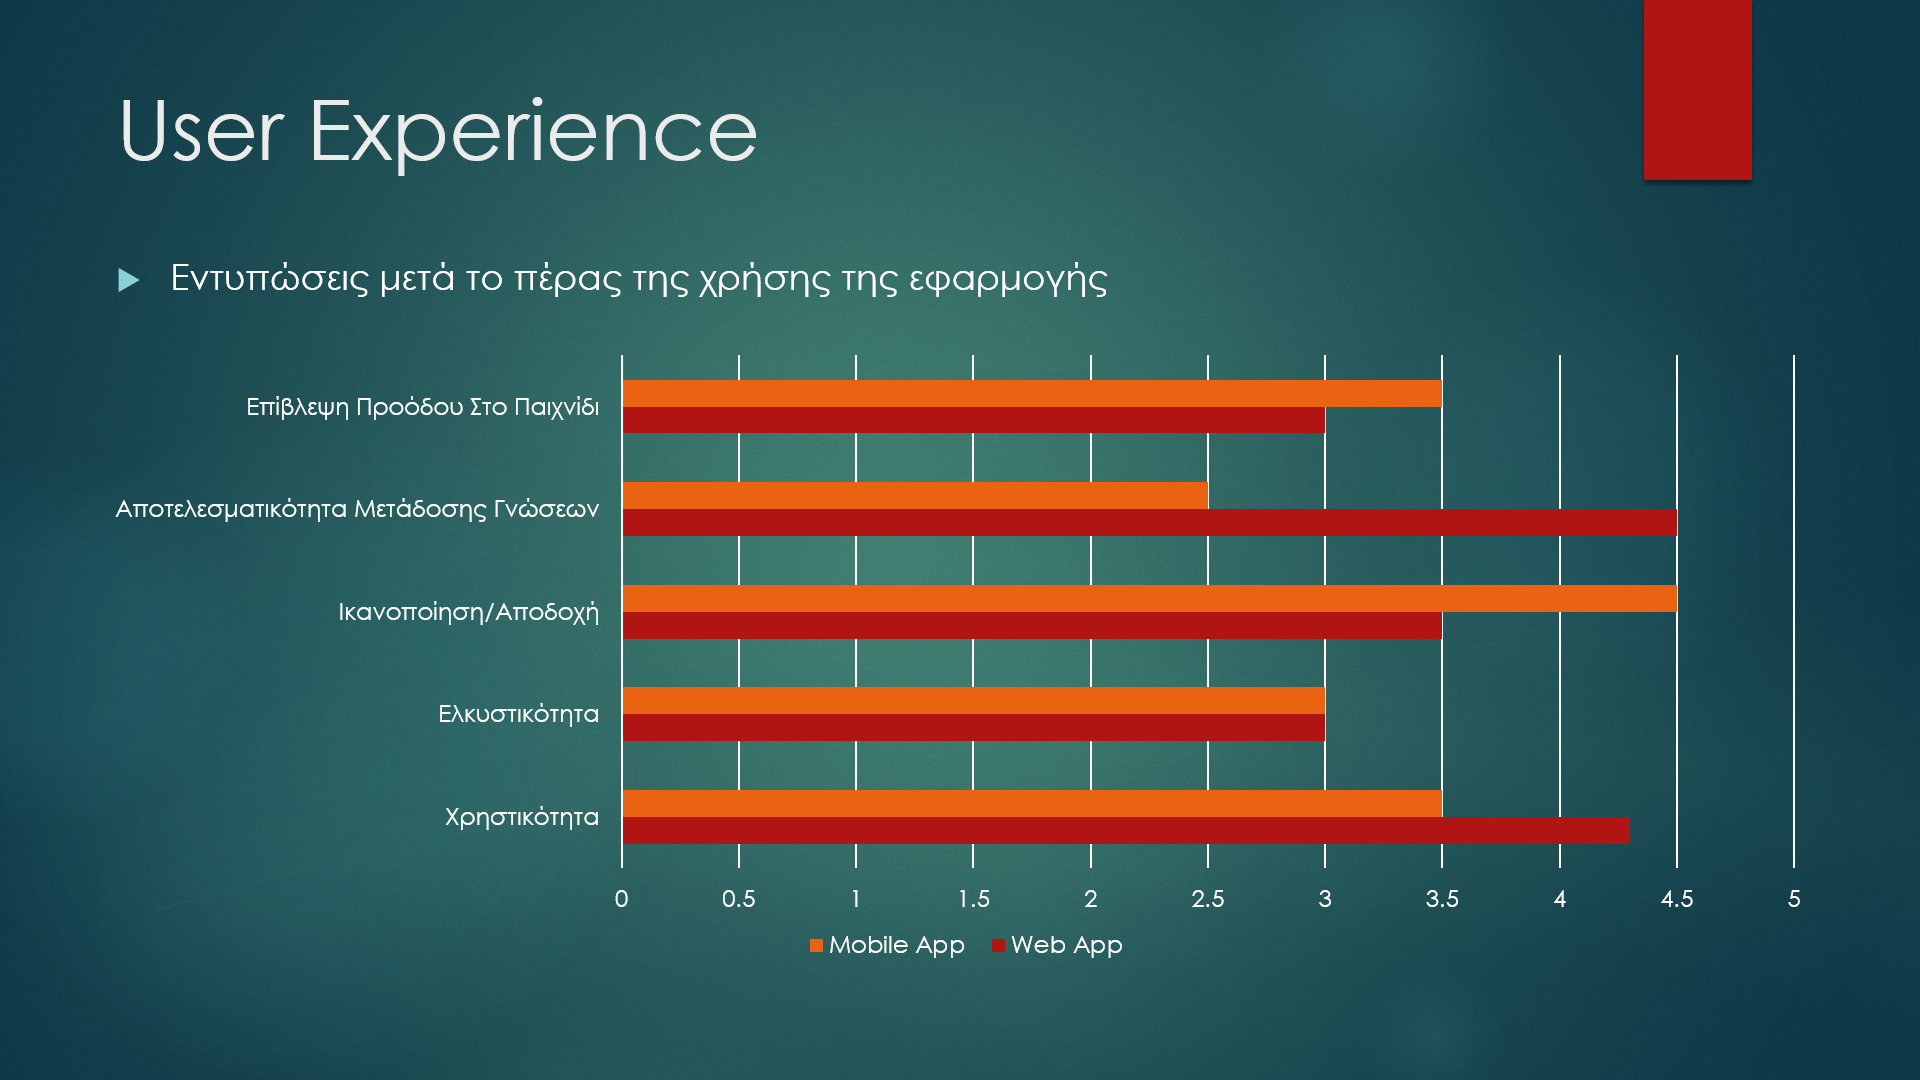 User Experience
Εντυπώσεις μετά το πέρας της χρήσης της εφαρμογής
Επίβλεψη Προόδου Στο Παιχνίδι
Αποτελεσματικότητα Μετάδοσης Γνώσεων
Ικανοποίηση/Αποδοχή
Ελκυστικότητα
Χρηστικότητα
0 0.5 1 1.5 2 2.5 3 3.5 4 4.5 5
Mobile App Web App